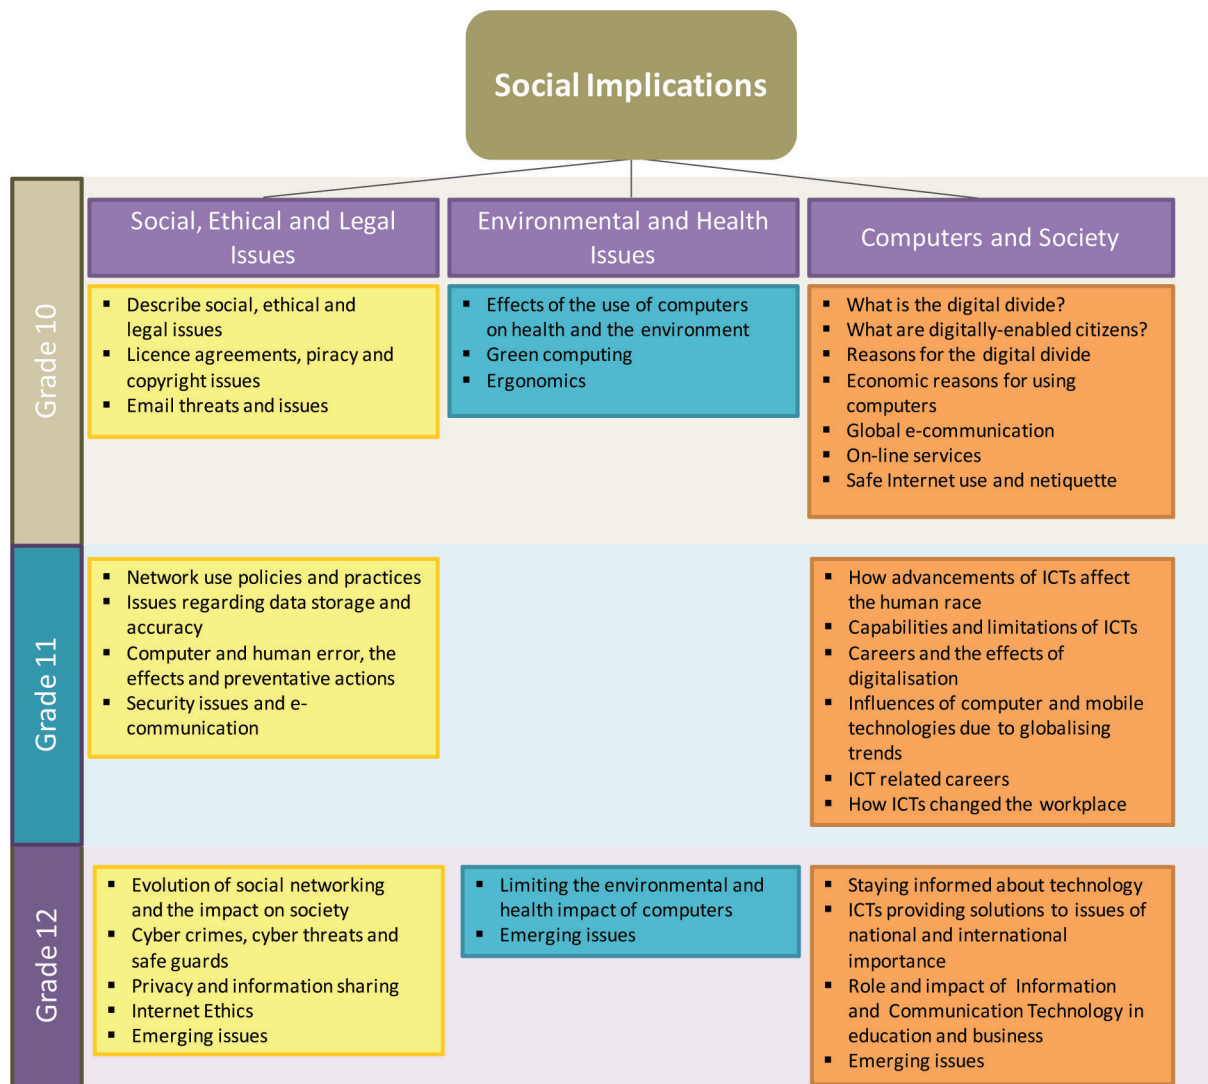 Social Implications
Social, Ethical and Legal
Issues
Environmental and Health
Issues
Computers and Society
Grade 10
▪ Describe social, ethical and
legal issues
▪ Licence agreements, piracy and
copyright issues
▪ Email threats and issues
▪ Effects of the use of computers
on health and the environment
▪ Green computing
▪ Ergonomics
▪ What is the digital divide?
▪ What are digitally-enabled citizens?
▪ Reasons for the digital divide
▪ Economic reasons for using
computers
▪ Global e-communication
▪ On-line services
▪ Safe Internet use and netiquette
Grade 11
▪ Network use policies and practices
▪ Issues regarding data storage and
accuracy
▪ Computer and human error, the
effects and preventative actions
▪ Security issues and e-
communication
▪ How advancements of ICTs affect
the human race
▪ Capabilities and limitations of ICTs
▪ Careers and the effects of
digitalisation
▪ Influences of computer and mobile
technologies due to globalising
trends
▪ ICT related careers
▪ How ICTs changed the workplace
Grade 12
▪ Evolution of social networking
and the impact on society
▪ Cyber crimes, cyber threats and
safe guards
▪ Privacy and information sharing
▪ Internet Ethics
▪ Emerging issues
▪ Limiting the environmental and
health impact of computers
▪ Emerging issues
▪ Staying informed about technology
▪ ICTs providing solutions to issues of
national and international
importance
▪ Role and impact of Information
and Communication Technology in
education and business
▪ Emerging issues